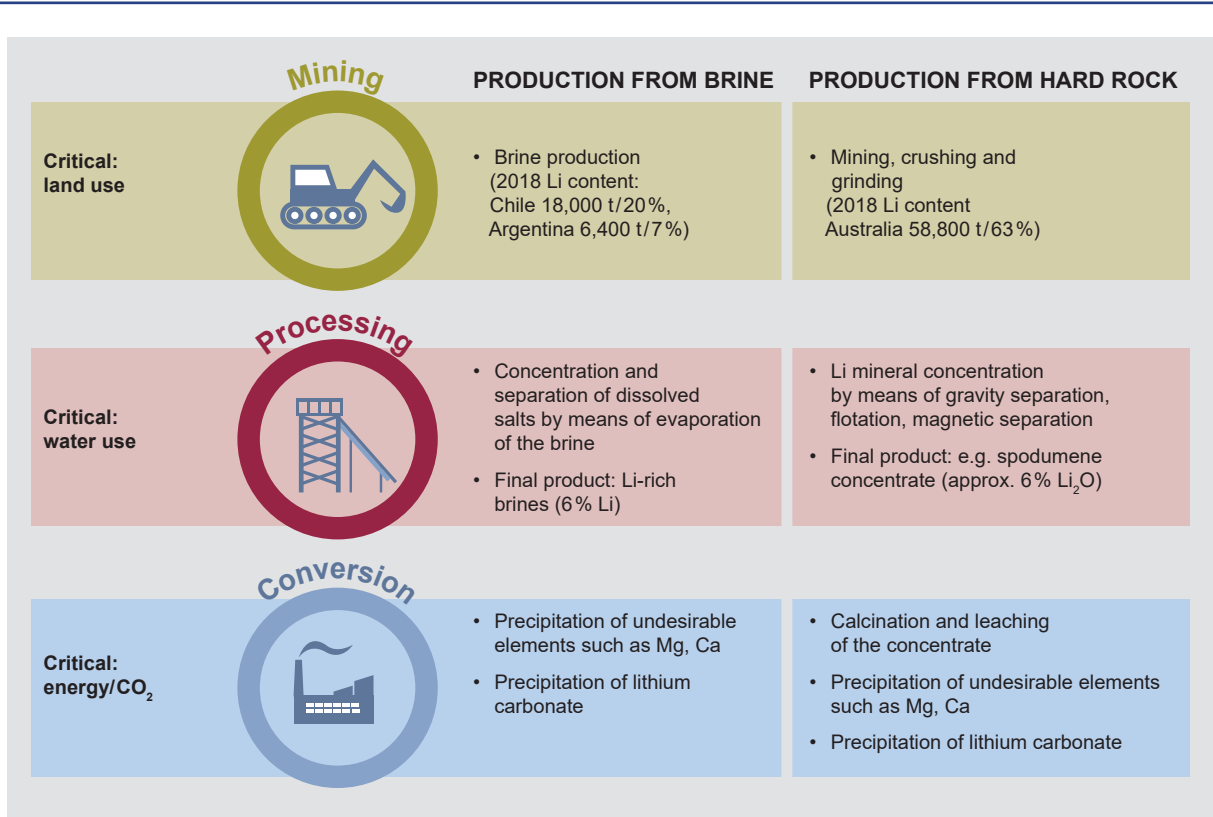 Mining
PRODUCTION FROM BRINE
PRODUCTION FROM HARD ROCK
Critical:
land use
• Brine production
(2018 Li content:
Chile 18,000 t/20%,
Argentina 6,400 t/7%)
• Mining, crushing and
grinding
(2018 Li content
Australia 58,800 t/63%)
Processing
Critical:
water use
• Concentration and
separation of dissolved
salts by means of evaporation
of the brine
• Final product: Li-rich
brines (6% Li)
• Li mineral concentration
by means of gravity separation,
flotation, magnetic separation
• Final product: e.g. spodumene
concentrate (approx. 6% Li₂O)
Conversion
Critical:
energy/CO₂
• Precipitation of undesirable
elements such as Mg, Ca
• Precipitation of lithium
carbonate
• Calcination and leaching
of the concentrate
• Precipitation of undesirable elements
such as Mg, Ca
• Precipitation of lithium carbonate